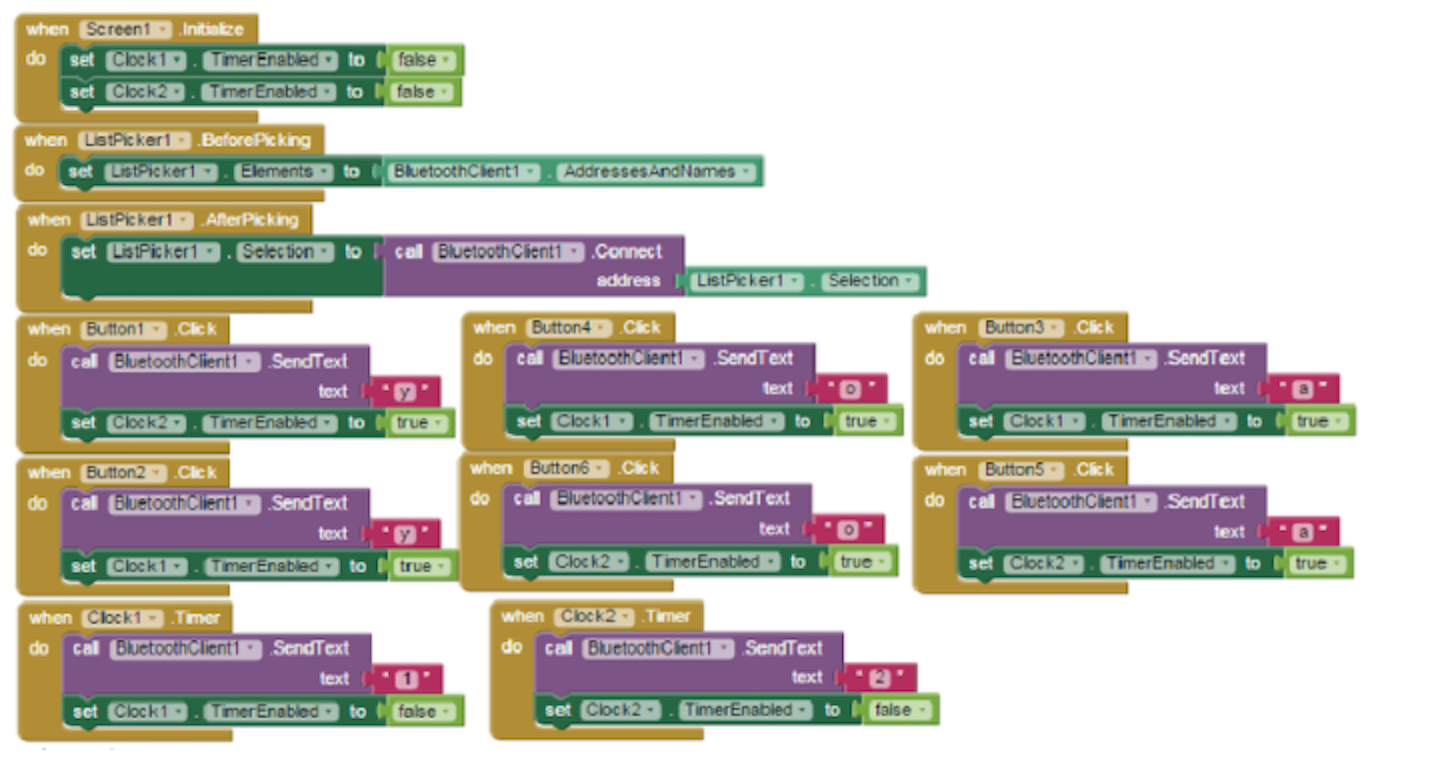 when Screen1 .Initialize
do set Clock1 . TimerEnabled to false
set Clock2 . TimerEnabled to false
when ListPicker1 .BeforePicking
do set ListPicker1 . Elements to BluetoothClient1 . AddressesAndNames
when ListPicker1 .AfterPicking
do set ListPicker1 . Selection to call BluetoothClient1 .Connect
address ListPicker1 . Selection
when Button1 .Click
do call BluetoothClient1 .SendText
text " y "
set Clock2 . TimerEnabled to true
when Button4 .Click
do call BluetoothClient1 .SendText
text " o "
set Clock1 . TimerEnabled to true
when Button3 .Click
do call BluetoothClient1 .SendText
text " a "
set Clock1 . TimerEnabled to true
when Button2 .Click
do call BluetoothClient1 .SendText
text " y "
set Clock1 . TimerEnabled to true
when Button6 .Click
do call BluetoothClient1 .SendText
text " o "
set Clock2 . TimerEnabled to true
when Button5 .Click
do call BluetoothClient1 .SendText
text " a "
set Clock2 . TimerEnabled to true
when Clock1 .Timer
do call BluetoothClient1 .SendText
text " 1 "
set Clock1 . TimerEnabled to false
when Clock2 .Timer
do call BluetoothClient1 .SendText
text " 2 "
set Clock2 . TimerEnabled to false